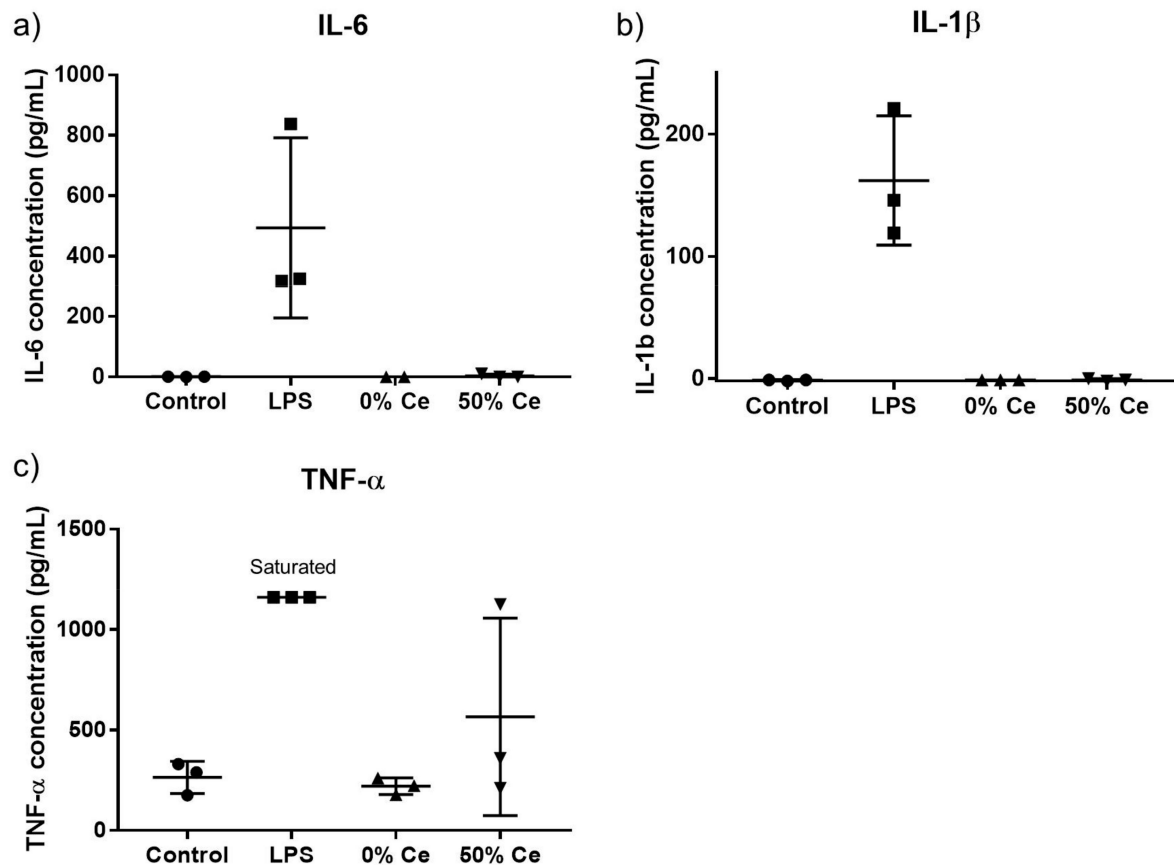 a)
IL-6
IL-6 concentration (pg/mL)
1000
800
600
400
200
0
Control LPS 0% Ce 50% Ce
b)
IL-1β
IL-1b concentration (pg/mL)
200
100
0
Control LPS 0% Ce 50% Ce
c)
TNF-α
TNF-α concentration (pg/mL)
1500
1000
500
0
Saturated
Control LPS 0% Ce 50% Ce